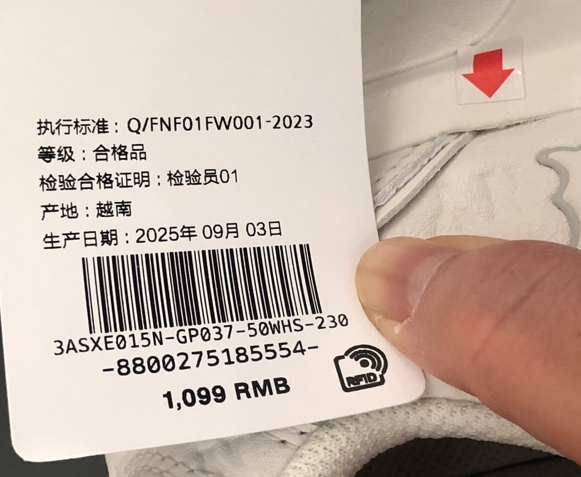 执行标准：Q/FNF01FW001-2023
等级：合格品
检验合格证明：检验员01
产地：越南
生产日期：2025年 09月 03日
3ASXE015N-GP037-50WHS-230
-8800275185554-
1,099 RMB
RFID